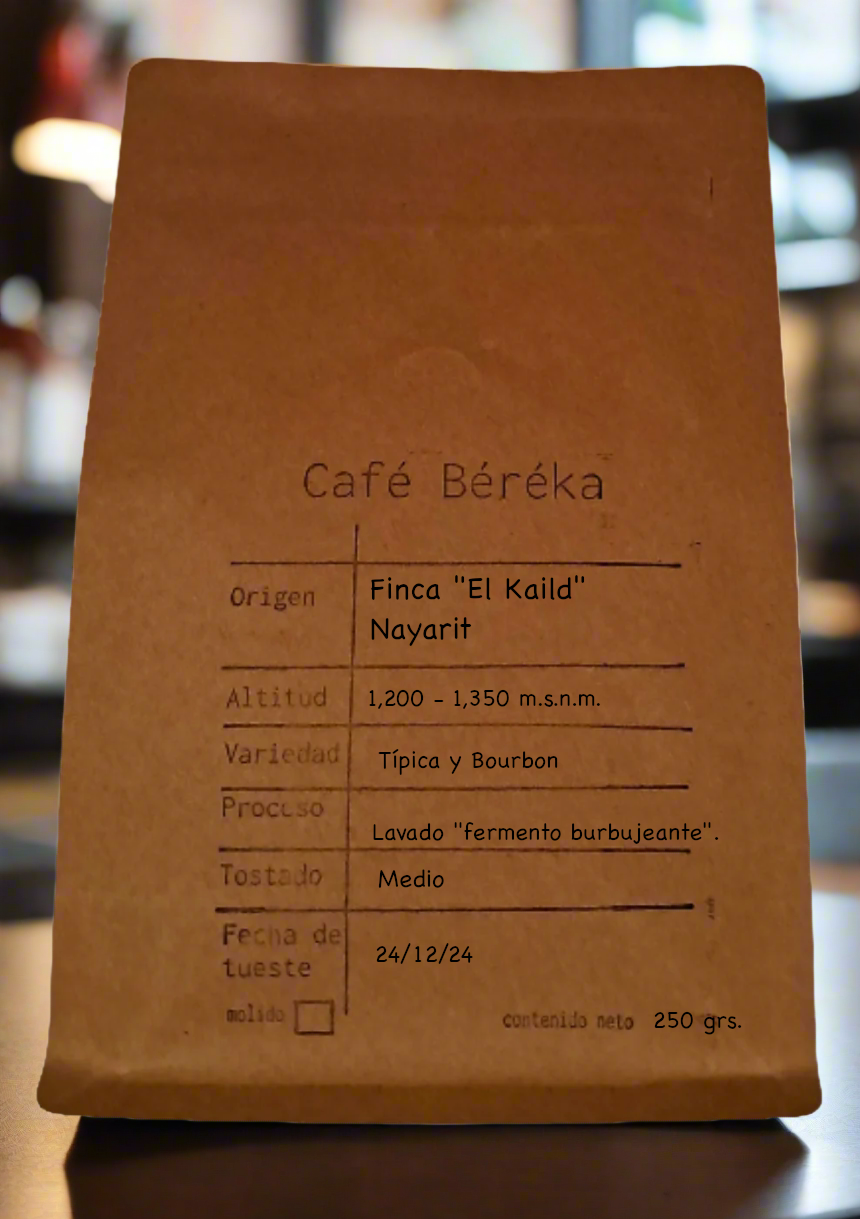 Café Béréka
Origen
Finca "El Kaild"
Nayarit
Altitud
1,200 - 1,350 m.s.n.m.
Variedad
Típica y Bourbon
Proceso
Lavado "fermento burbujeante".
Tostado
Medio
Fecha de
tueste
24/12/24
molido
contenido neto 250 grs.